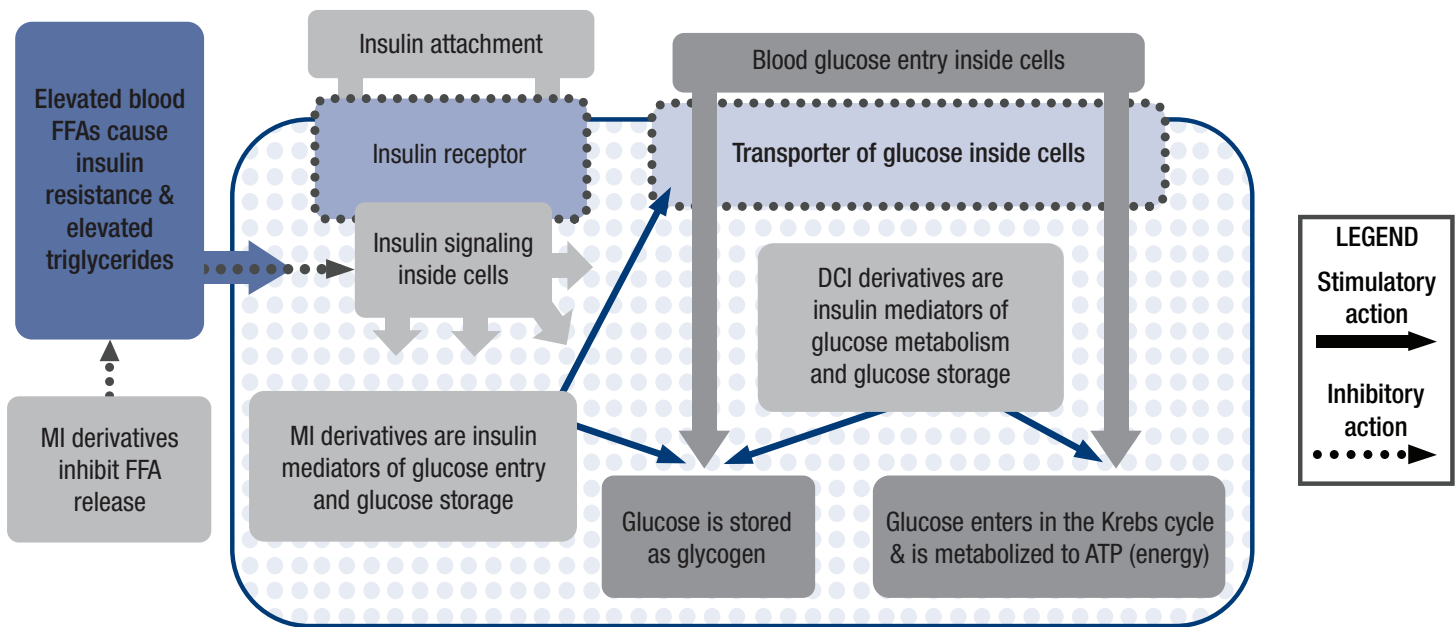 Elevated blood
FFAs cause
insulin
resistance &
elevated
triglycerides
MI derivatives
inhibit FFA
release
Insulin attachment
Insulin receptor
Insulin signaling
inside cells
MI derivatives are insulin
mediators of glucose entry
and glucose storage
Blood glucose entry inside cells
Transporter of glucose inside cells
DCI derivatives are
insulin mediators of
glucose metabolism
and glucose storage
Glucose is stored
as glycogen
Glucose enters in the Krebs cycle
& is metabolized to ATP (energy)
LEGEND
Stimulatory
action
Inhibitory
action